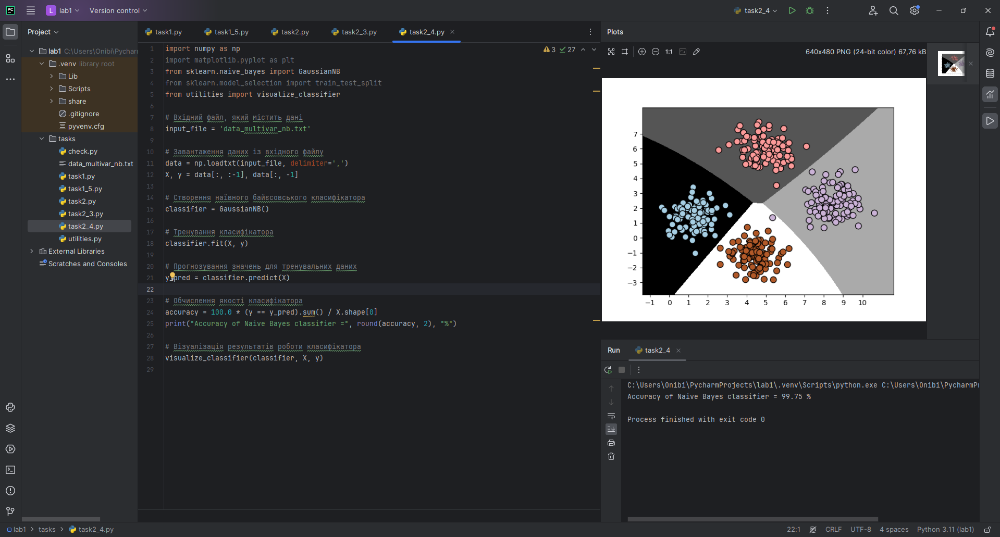 PC
L lab1
Version control
task2_4
Project
lab1 C:\Users\Onibi\Pycharm
.venv library root
Lib
Scripts
share
.gitignore
pyvenv.cfg
tasks
check.py
data_multivar_nb.txt
task1.py
task1_5.py
task2.py
task2_3.py
task2_4.py
utilities.py
External Libraries
Scratches and Consoles
task1.py
task1_5.py
task2.py
task2_3.py
task2_4.py
3 27
1 import numpy as np
2 import matplotlib.pyplot as plt
3 from sklearn.naive_bayes import GaussianNB
4 from sklearn.model_selection import train_test_split
5 from utilities import visualize_classifier
6
7 # Вхідний файл, який містить дані
8 input_file = 'data_multivar_nb.txt'
9
10 # Завантаження даних із вхідного файлу
11 data = np.loadtxt(input_file, delimiter=',')
12 X, y = data[:, :-1], data[:, -1]
13
14 # Створення наївного байєсовського класифікатора
15 classifier = GaussianNB()
16
17 # Тренування класифікатора
18 classifier.fit(X, y)
19
20 # Прогнозування значень для тренувальних даних
21 y_pred = classifier.predict(X)
22
23 # Обчислення якості класифікатора
24 accuracy = 100.0 * (y == y_pred).sum() / X.shape[0]
25 print("Accuracy of Naive Bayes classifier =", round(accuracy, 2), "%")
26
27 # Візуалізація результатів роботи класифікатора
28 visualize_classifier(classifier, X, y)
29
Plots
1:1
640x480 PNG (24-bit color) 67,76 kB
7
6
5
4
3
2
1
0
−1
−2
−3
−1 0 1 2 3 4 5 6 7 8 9 10
Run
task2_4
C:\Users\Onibi\PycharmProjects\lab1\.venv\Scripts\python.exe C:\Users\Onibi\PycharmPr
Accuracy of Naive Bayes classifier = 99.75 %
Process finished with exit code 0
lab1 > tasks > task2_4.py
22:1 CRLF UTF-8 4 spaces Python 3.11 (lab1)